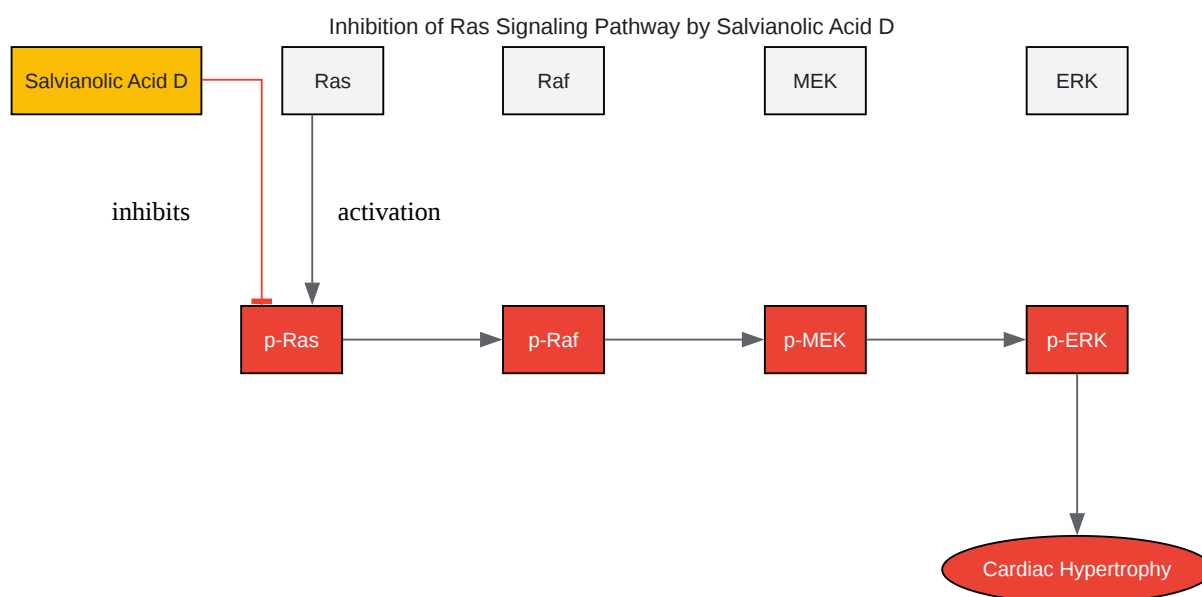 Inhibition of Ras Signaling Pathway by Salvianolic Acid D
Salvianolic Acid D
Ras
Raf
MEK
ERK
inhibits
activation
p-Ras
p-Raf
p-MEK
p-ERK
Cardiac Hypertrophy